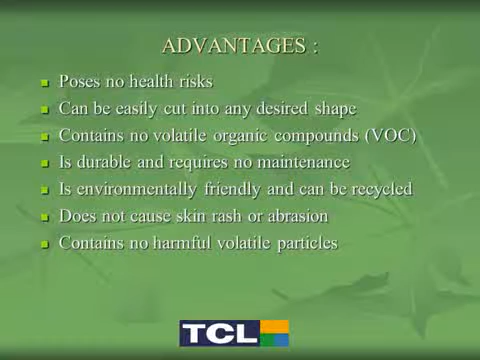 ADVANTAGES :
Poses no health risks
Can be easily cut into any desired shape
Contains no volatile organic compounds (VOC)
Is durable and requires no maintenance
Is environmentally friendly and can be recycled
Does not cause skin rash or abrasion
Contains no harmful volatile particles
TCL